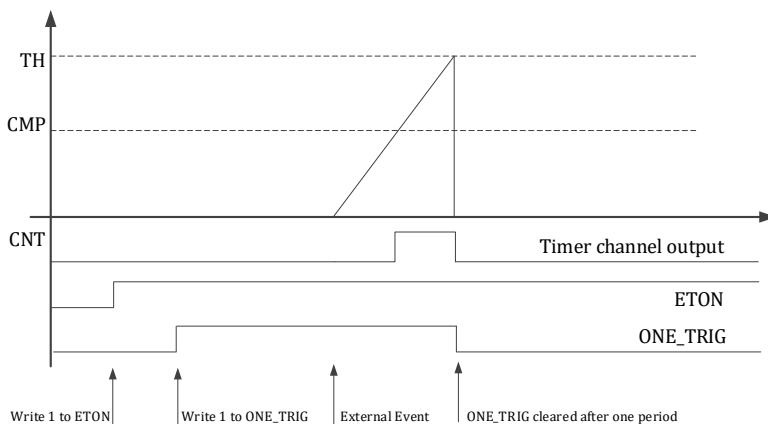 TH
CMP
CNT
Timer channel output
ETON
ONE_TRIG
Write 1 to ETON
Write 1 to ONE_TRIG
External Event
ONE_TRIG cleared after one period